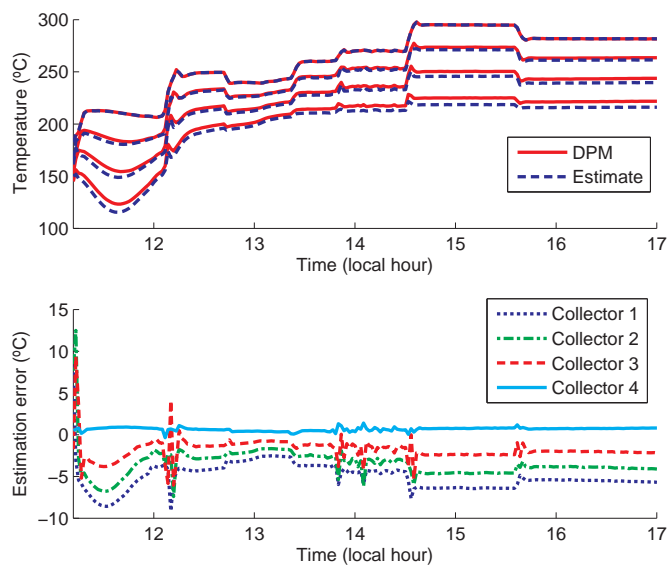 300
250
200
150
100
Temperature (ºC)
DPM
Estimate
12 13 14 15 16 17
Time (local hour)
15
10
5
0
−5
−10
Estimation error (ºC)
Collector 1
Collector 2
Collector 3
Collector 4
12 13 14 15 16 17
Time (local hour)